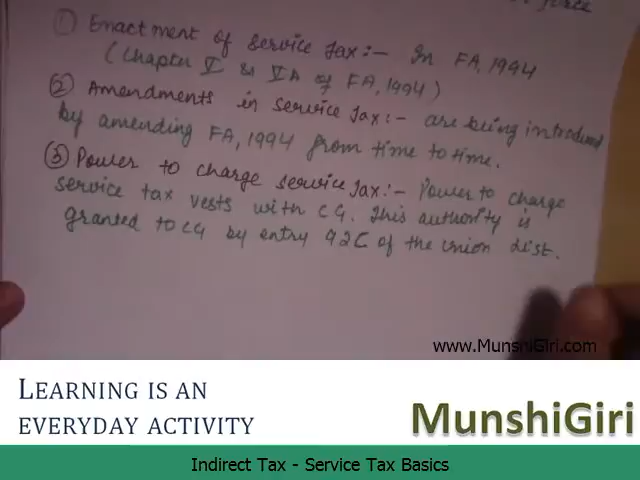 force
① Enactment of service tax:- In FA, 1994
(Chapter V & VA of FA, 1994)
② Amendments in service tax:- are being introduced
by amending FA, 1994 from time to time.
③ Power to charge service tax:- Power to charge
service tax vests with CG. This authority is
granted to CG by entry 92C of the union list.
www.MunshiGiri.com
LEARNING IS AN
EVERYDAY ACTIVITY
MunshiGiri
Indirect Tax - Service Tax Basics